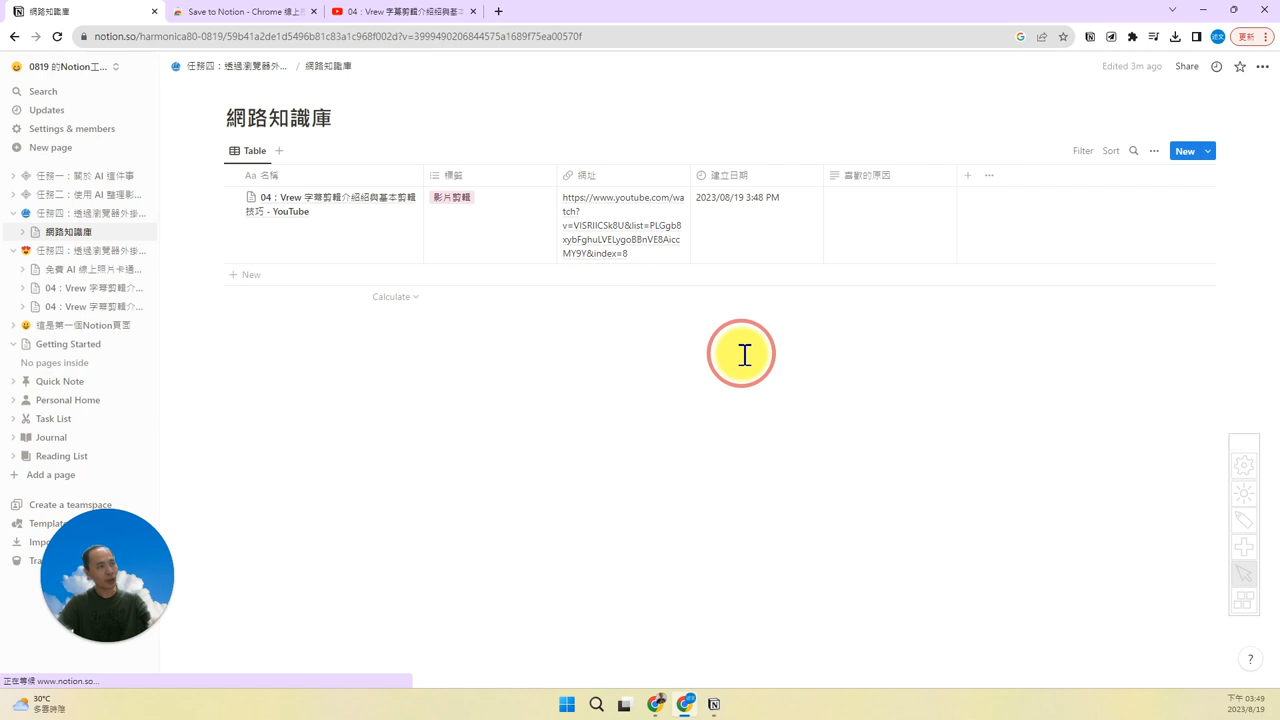 網路知識庫
Save to Notion - Chrome 線上應
04：Vrew 字幕剪輯介紹紹與基本
更新
notion.so/harmonica80-0819/59b41a2de1d5496b81c83a1c968f002d?v=3999490206844575a1689f75ea00570f
0819 的Notion工...
任務四：透過瀏覽器外... / 網路知識庫
Edited 3m ago
Share
Search
Updates
Settings & members
New page
任務一：關於 AI 這件事
任務二：使用 AI 整理影...
任務四：透過瀏覽器外掛...
網路知識庫
任務四：透過瀏覽器外掛...
免費 AI 線上照片卡通...
04：Vrew 字幕剪輯介...
04：Vrew 字幕剪輯介...
這是第一個Notion頁面
Getting Started
No pages inside
Quick Note
Personal Home
Task List
Journal
Reading List
Add a page
Create a teamspace
網路知識庫
Table
Filter
Sort
New
Aa 名稱
標籤
網址
建立日期
喜歡的原因
04：Vrew 字幕剪輯介紹紹與基本剪輯
技巧 - YouTube
影片剪輯
https://www.youtube.com/wa
tch?
v=VISRIICSk8U&list=PLGgb8
xybFghuLVELygoBBnVE8Aicc
MY9Y&index=8
2023/08/19 3:48 PM
New
Calculate
正在等候 www.notion.so...
?
30°C
多雲時陰
下午 03:49
2023/8/19